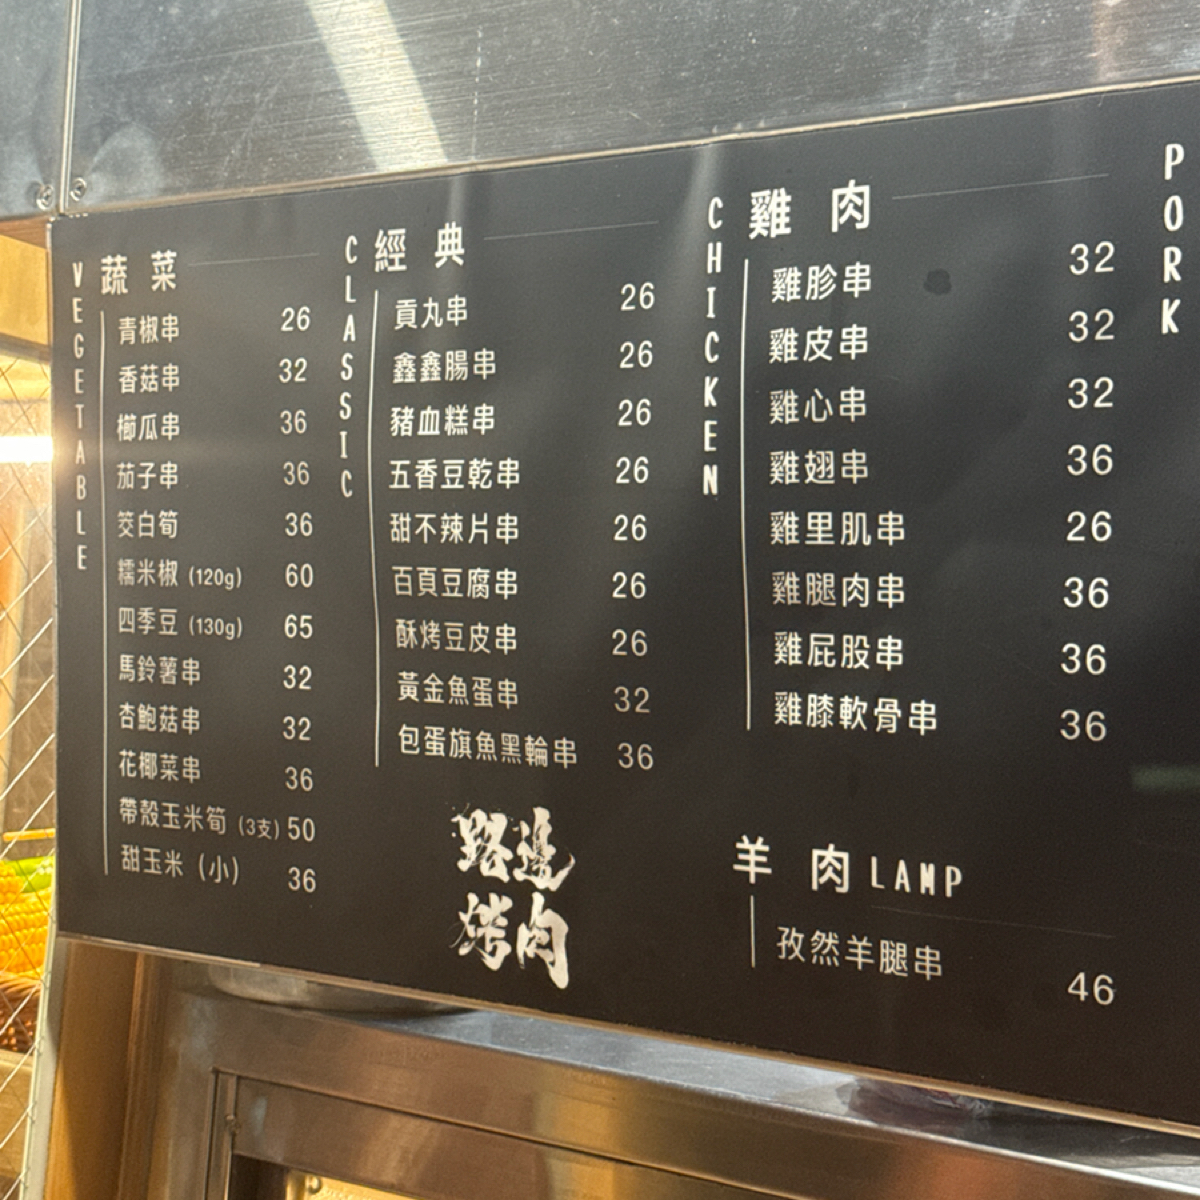 VEGETABLE
蔬菜
青椒串 26
香菇串 32
櫛瓜串 36
茄子串 36
筊白筍 36
糯米椒 (120g) 60
四季豆 (130g) 65
馬鈴薯串 32
杏鮑菇串 32
花椰菜串 36
帶殼玉米筍 (3支) 50
甜玉米 (小) 36
CLASSIC
經典
貢丸串 26
鑫鑫腸串 26
豬血糕串 26
五香豆乾串 26
甜不辣片串 26
百頁豆腐串 26
酥烤豆皮串 26
黃金魚蛋串 32
包蛋旗魚黑輪串 36
路邊
烤肉
CHICKEN
雞肉
雞胗串 32
雞皮串 32
雞心串 32
雞翅串 36
雞里肌串 26
雞腿肉串 36
雞屁股串 36
雞膝軟骨串 36
羊肉 LAMP
孜然羊腿串 46
PORK